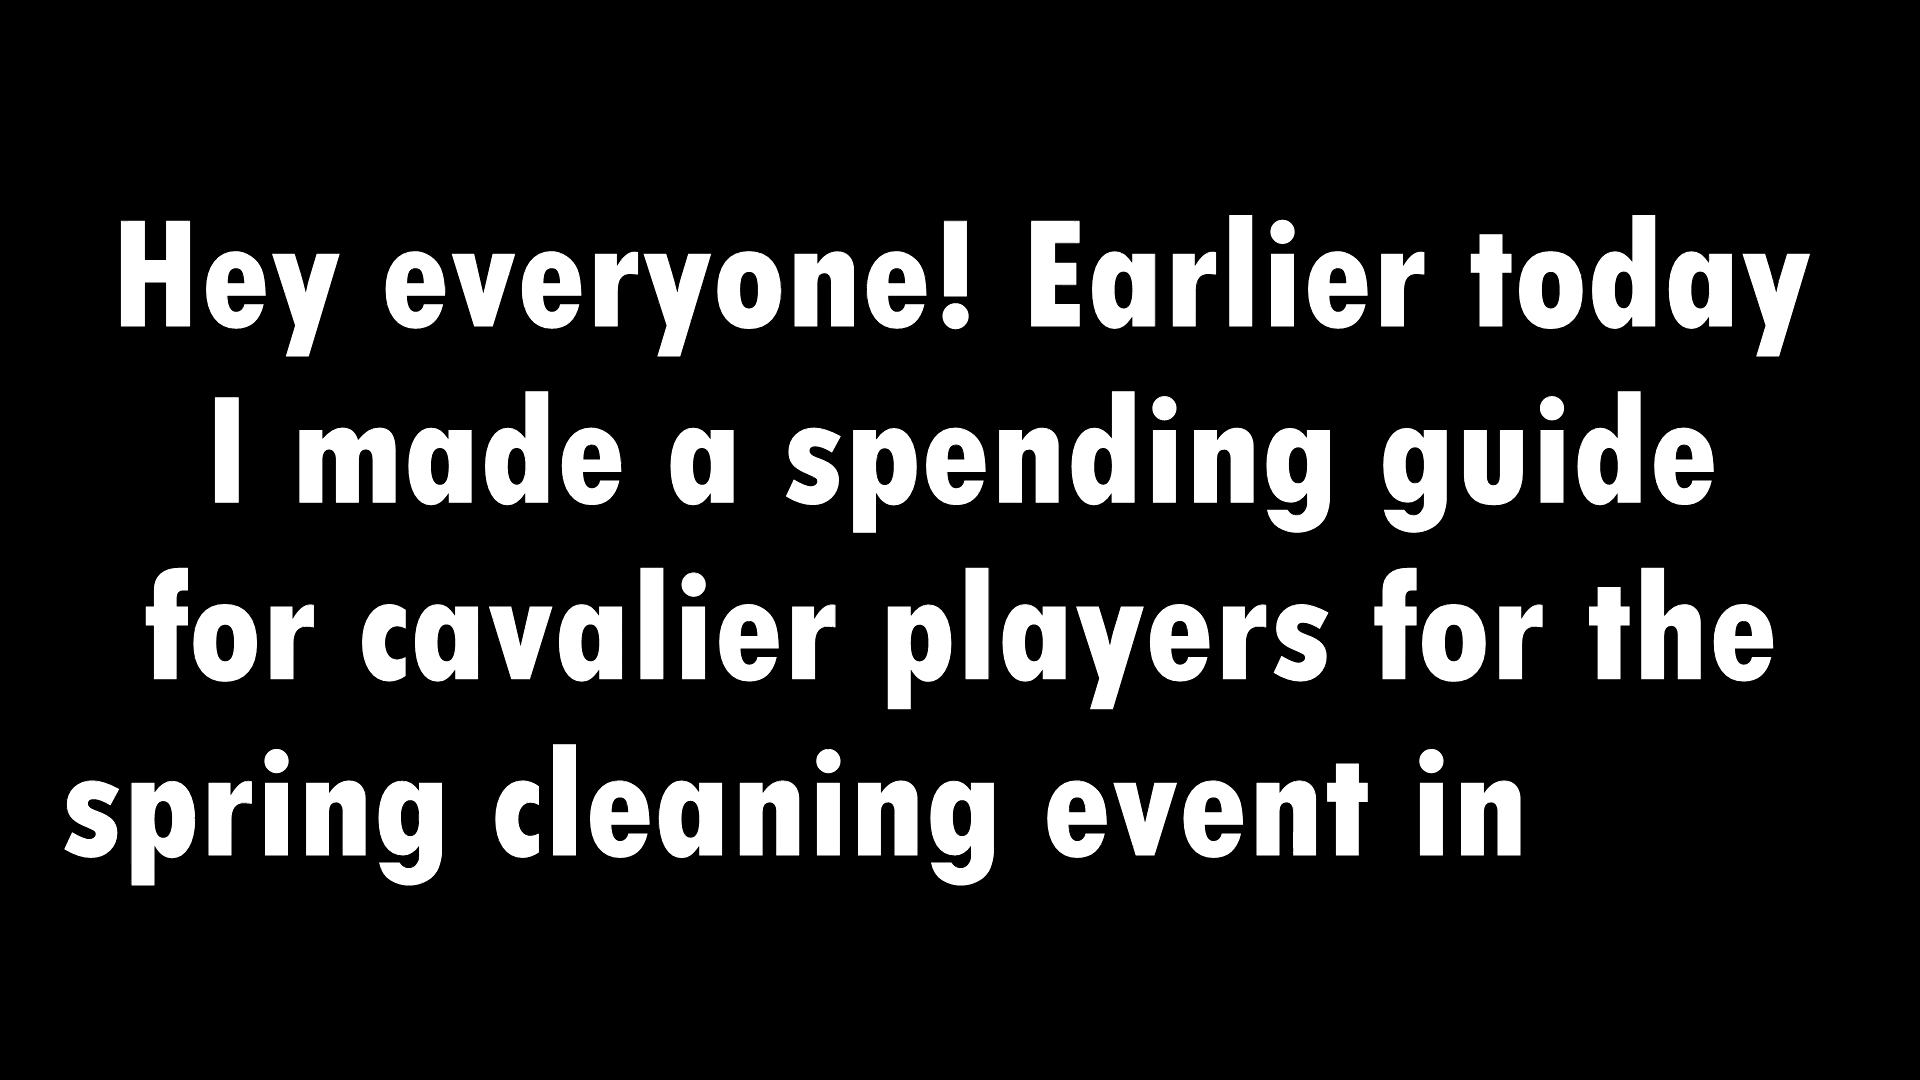 Hey everyone! Earlier today
I made a spending guide
for cavalier players for the
spring cleaning event in